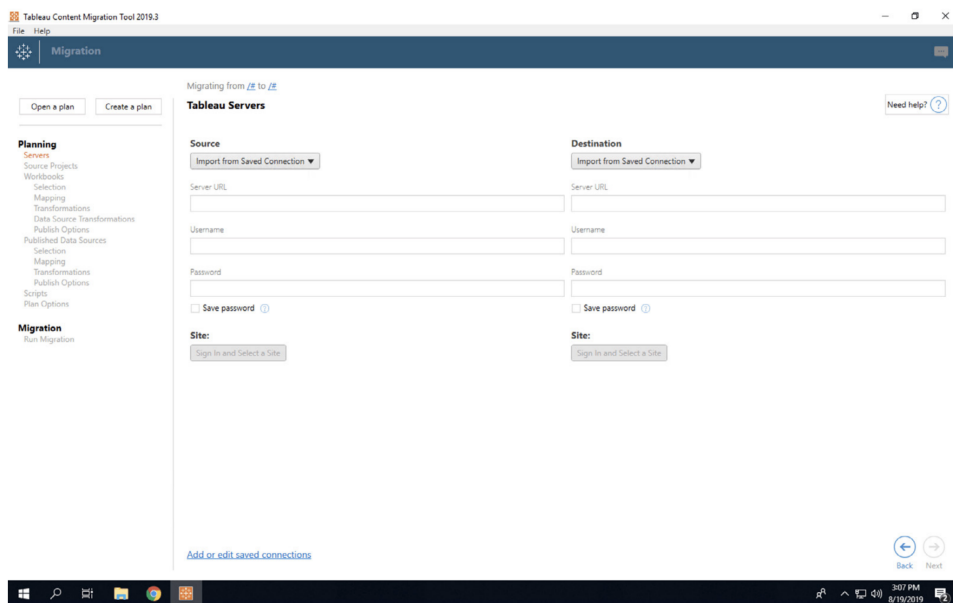 Tableau Content Migration Tool 2019.3
File Help
Migration
Open a plan
Create a plan
Planning
Servers
Source Projects
Workbooks
Selection
Mapping
Transformations
Data Source Transformations
Publish Options
Published Data Sources
Selection
Mapping
Transformations
Publish Options
Scripts
Plan Options
Migration
Run Migration
Migrating from /# to /#
Tableau Servers
Need help? ?
Source
Import from Saved Connection ▼
Server URL
Username
Password
Save password
Site:
Sign In and Select a Site
Destination
Import from Saved Connection ▼
Server URL
Username
Password
Save password
Site:
Sign In and Select a Site
Add or edit saved connections
Back
Next
3:07 PM
8/19/2019
2